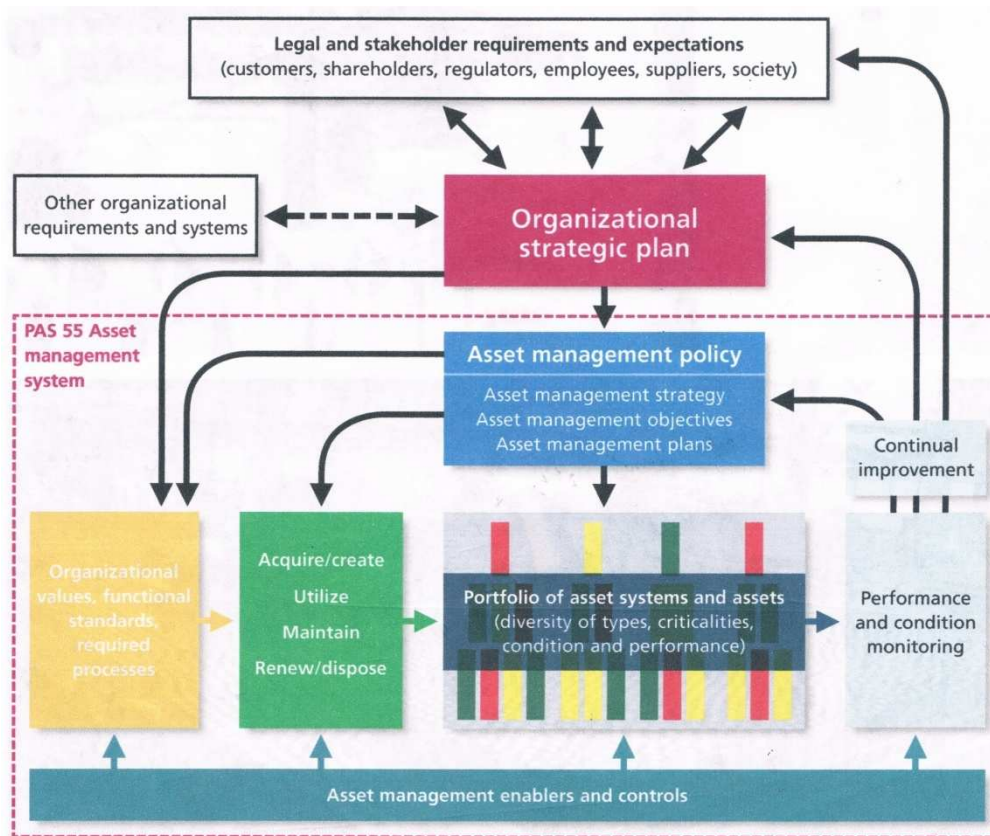 Legal and stakeholder requirements and expectations
(customers, shareholders, regulators, employees, suppliers, society)
Other organizational
requirements and systems
Organizational
strategic plan
PAS 55 Asset
management
system
Asset management policy
Asset management strategy
Asset management objectives
Asset management plans
Continual
improvement
Organizational
values, functional
standards,
required
processes
Acquire/create
Utilize
Maintain
Renew/dispose
Portfolio of asset systems and assets
(diversity of types, criticalities,
condition and performance)
Performance
and condition
monitoring
Asset management enablers and controls